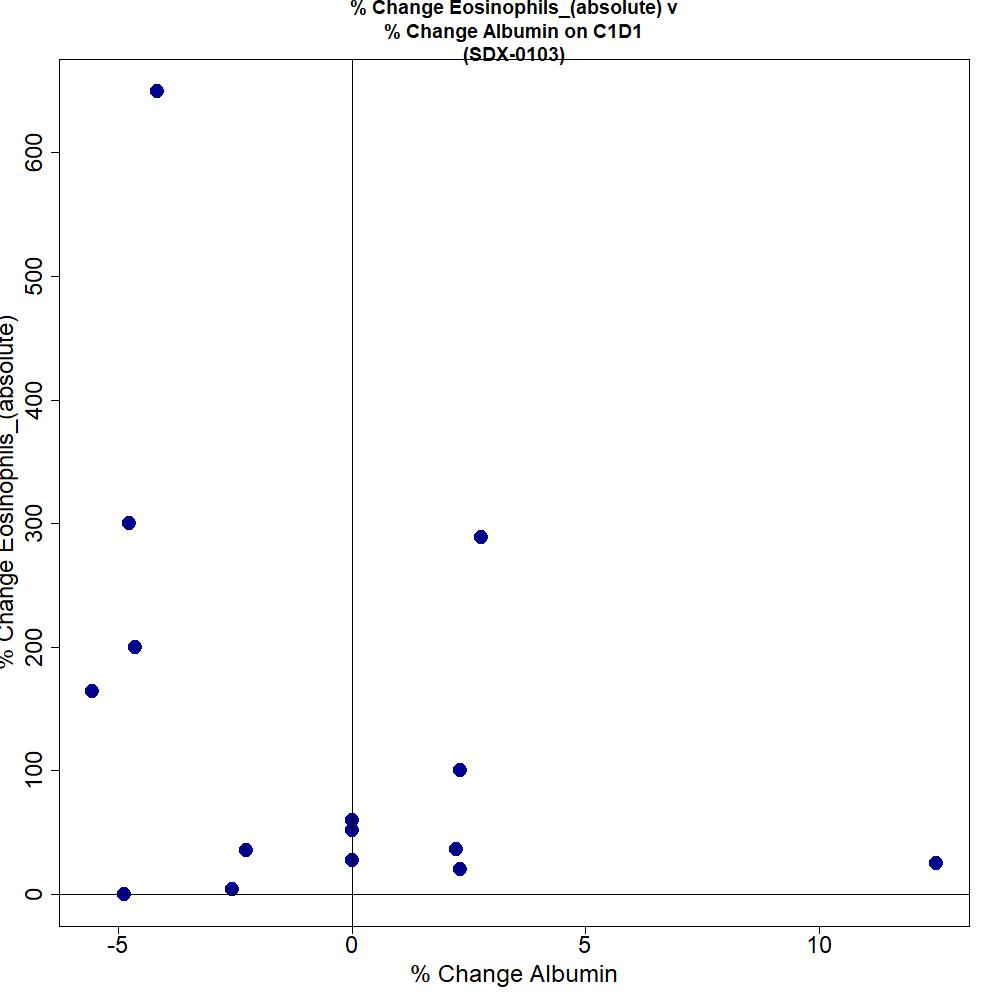 % Change Eosinophils_(absolute) v
% Change Albumin on C1D1
(SDX-0103)
% Change Eosinophils_(absolute)
600
500
400
300
200
100
0
-5 0 5 10
% Change Albumin